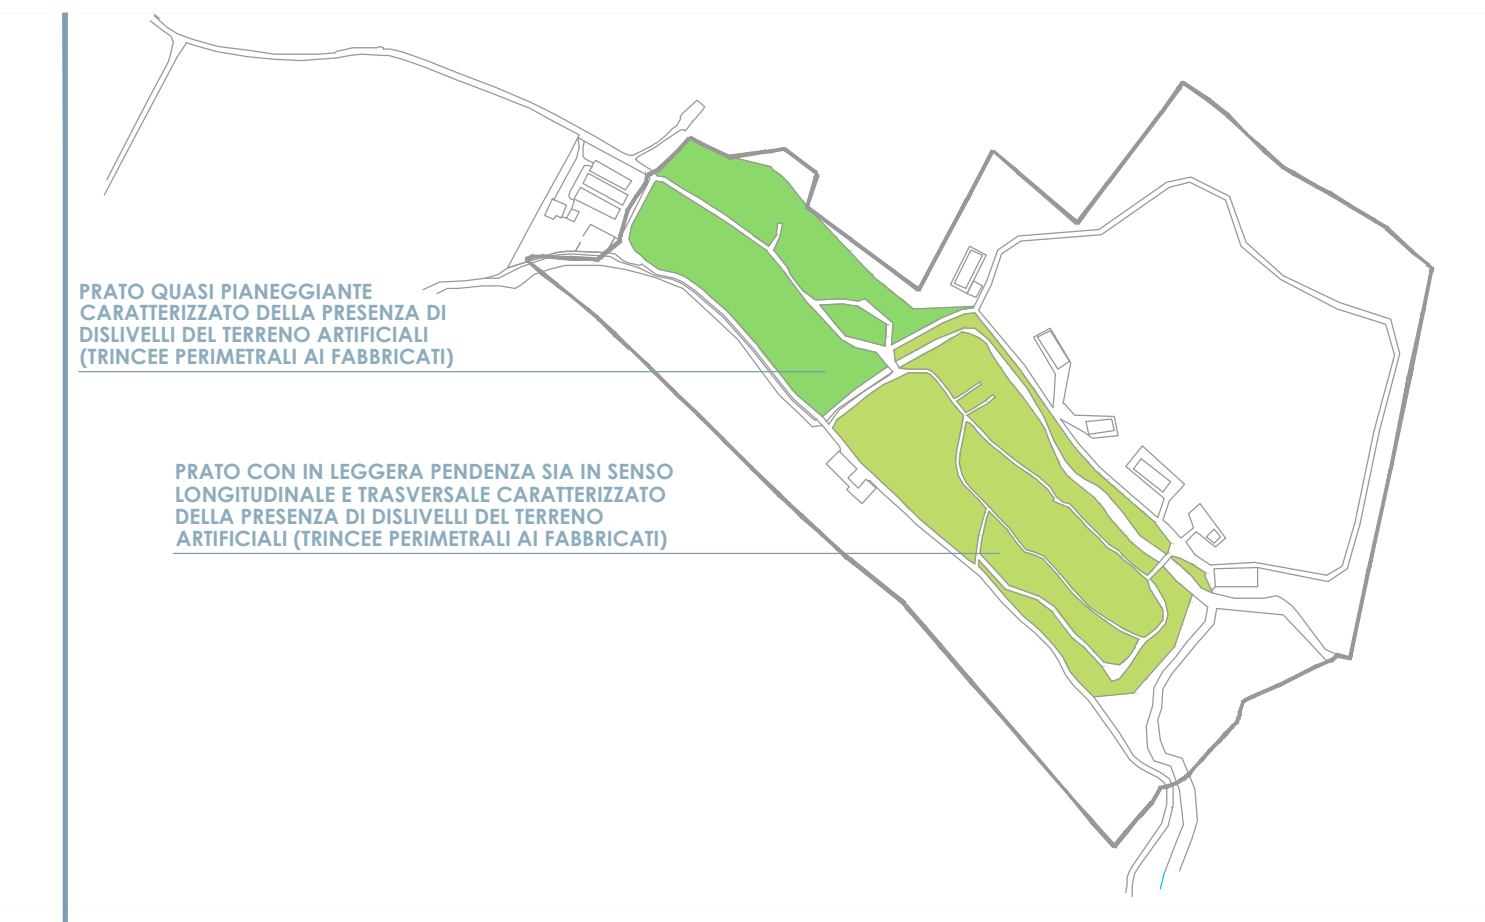 PRATO QUASI PIANEGGIANTE
CARATTERIZZATO DELLA PRESENZA DI
DISLIVELLI DEL TERRENO ARTIFICIALI
(TRINCEE PERIMETRALI AI FABBRICATI)
PRATO CON IN LEGGERA PENDENZA SIA IN SENSO
LONGITUDINALE E TRASVERSALE CARATTERIZZATO
DELLA PRESENZA DI DISLIVELLI DEL TERRENO
ARTIFICIALI (TRINCEE PERIMETRALI AI FABBRICATI)